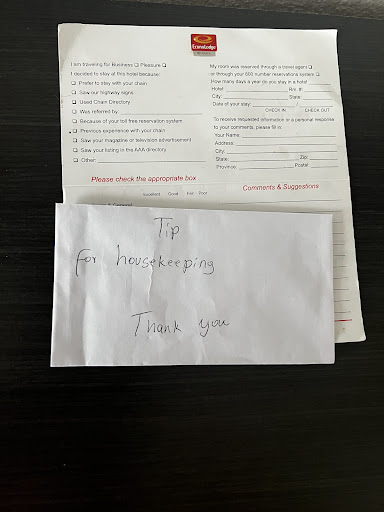 Econo Lodge
I am traveling for Business ❑ Pleasure ❑
I decided to stay at this hotel because:
❑ Prefer to stay with your chain
❑ Saw our highway signs
❑ Used Chain Directory
❑ Was referred by:
❑ Because of your toll free reservation system
❑ Previous experience with your chain
❑ Saw your magazine or television advertisement
❑ Saw your listing in the AAA directory
❑ Other:
Please check the appropriate box
Excellent Good Fair Poor
My room was reserved through a travel agent ❑
or through your 800 number reservations system ❑
How many days a year do you stay in a hotel
Hotel: Rm. #:
City: State:
Date of your stay: /
CHECK IN CHECK OUT
To receive requested information or a personal response
to your comments, please fill in:
Your Name:
Address:
City:
State: Zip:
Province: Postal:
Comments & Suggestions
Tip
for housekeeping
Thank you